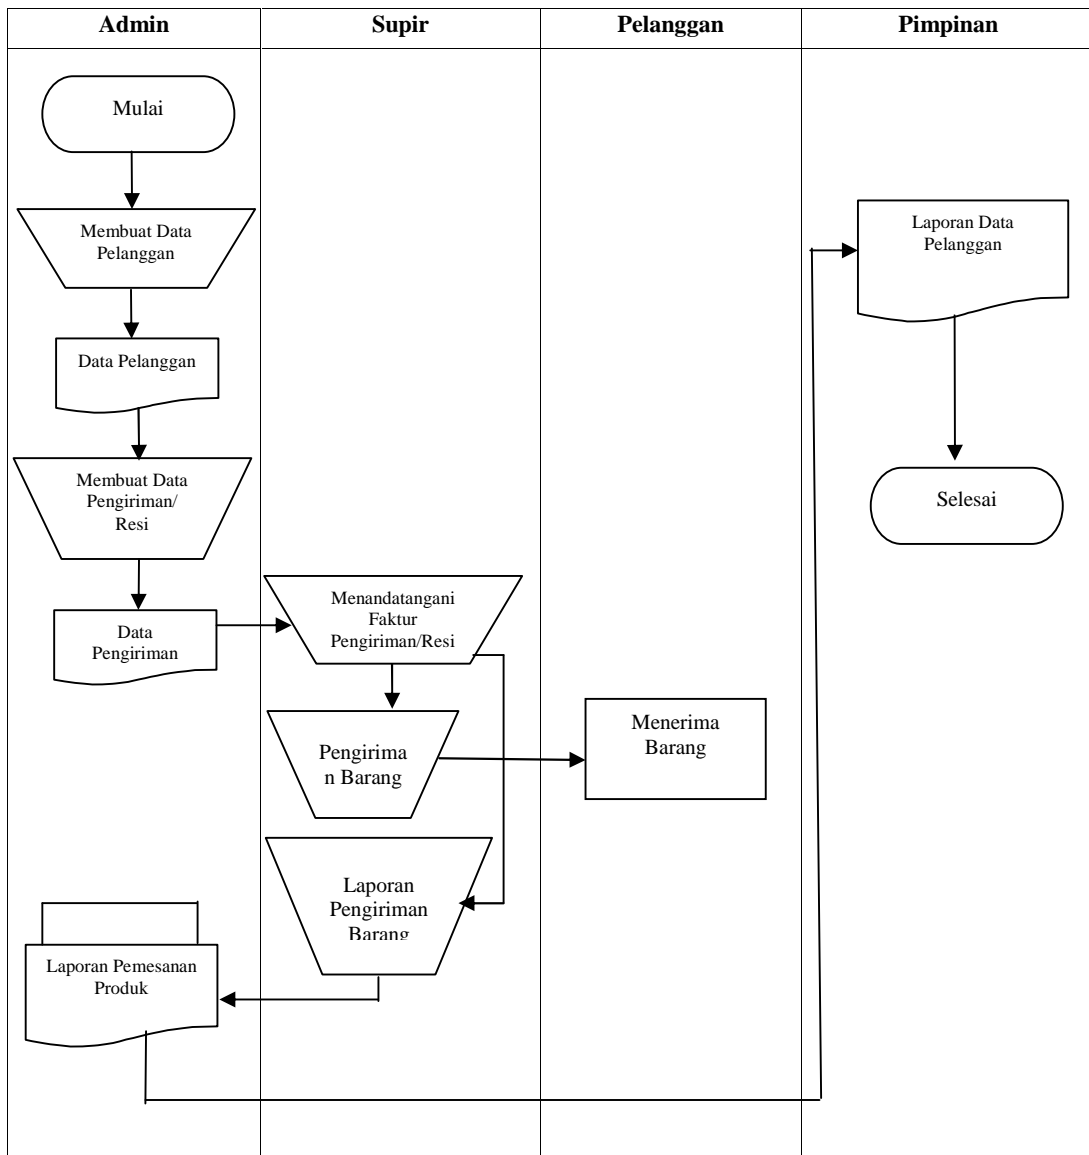 Admin
Supir
Pelanggan
Pimpinan
Mulai
Membuat Data
Pelanggan
Data Pelanggan
Membuat Data
Pengiriman/
Resi
Data
Pengiriman
Menandatangani
Faktur
Pengiriman/Resi
Pengirima
n Barang
Menerima
Barang
Laporan
Pengiriman
Barang
Laporan Pemesanan
Produk
Laporan Data
Pelanggan
Selesai